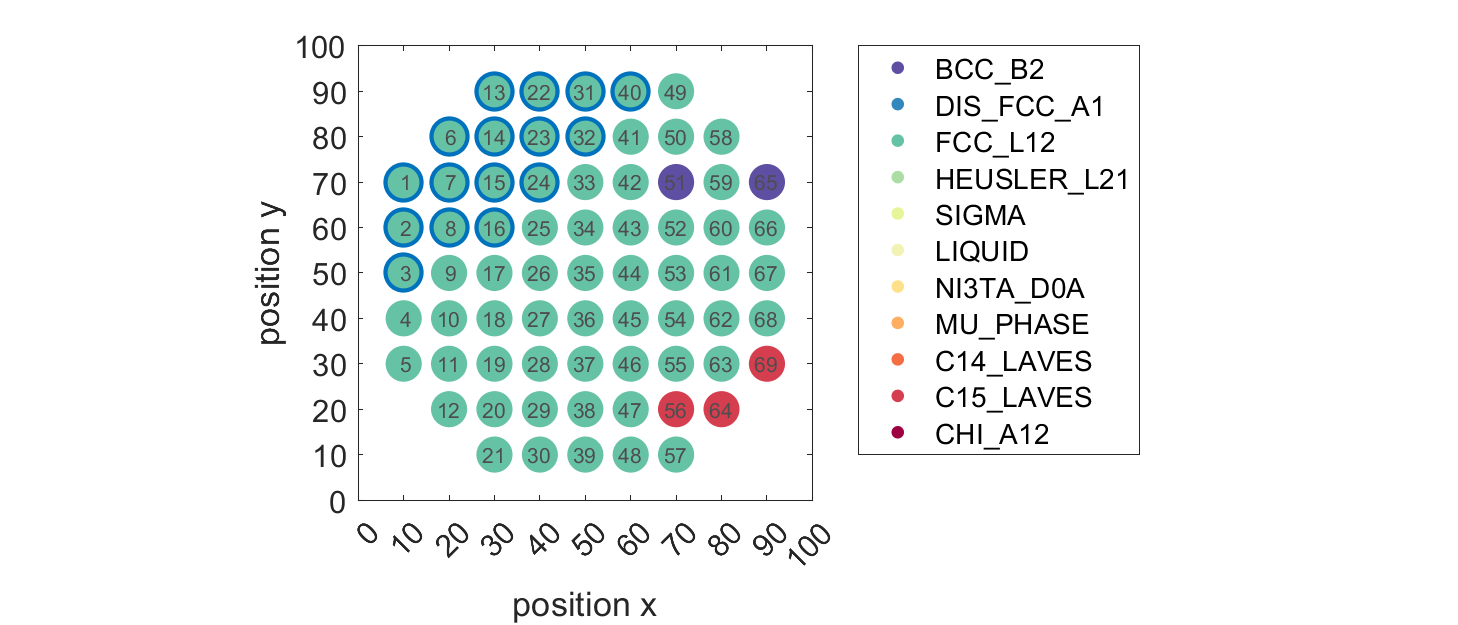 100
90
80
70
60
50
40
30
20
10
0
position y
13 22 31 40 49
6 14 23 32 41 50 58
1 7 15 24 33 42 51 59 65
2 8 16 25 34 43 52 60 66
3 9 17 26 35 44 53 61 67
4 10 18 27 36 45 54 62 68
5 11 19 28 37 46 55 63 69
12 20 29 38 47 56 64
21 30 39 48 57
0 10 20 30 40 50 60 70 80 90 100
position x
BCC_B2
DIS_FCC_A1
FCC_L12
HEUSLER_L21
SIGMA
LIQUID
NI3TA_D0A
MU_PHASE
C14_LAVES
C15_LAVES
CHI_A12